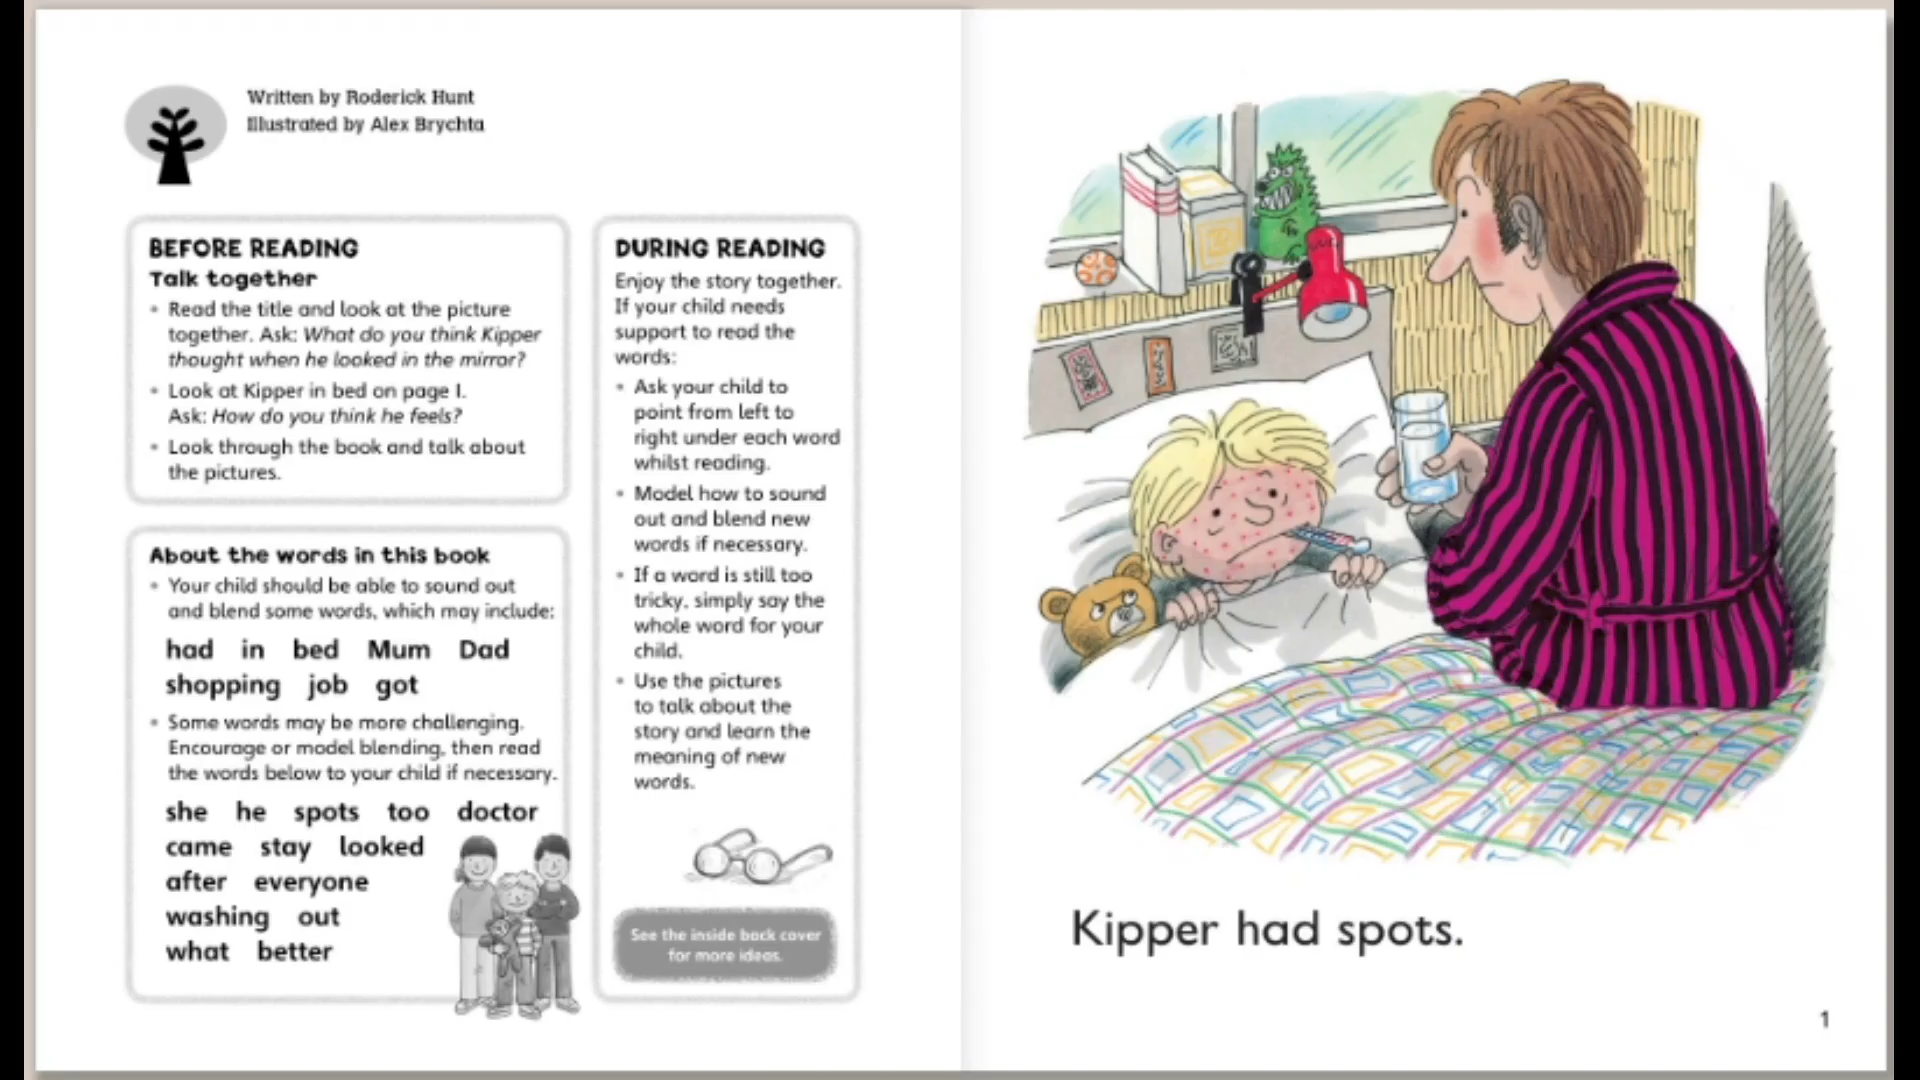 Written by Roderick Hunt
Illustrated by Alex Brychta
BEFORE READING
Talk together
• Read the title and look at the picture
together. Ask: What do you think Kipper
thought when he looked in the mirror?
• Look at Kipper in bed on page 1.
Ask: How do you think he feels?
• Look through the book and talk about
the pictures.
About the words in this book
• Your child should be able to sound out
and blend some words, which may include:
had in bed Mum Dad
shopping job got
• Some words may be more challenging.
Encourage or model blending, then read
the words below to your child if necessary.
she he spots too doctor
came stay looked
after everyone
washing out
what better
DURING READING
Enjoy the story together.
If your child needs
support to read the
words:
• Ask your child to
point from left to
right under each word
whilst reading.
• Model how to sound
out and blend new
words if necessary.
• If a word is still too
tricky, simply say the
whole word for your
child.
• Use the pictures
to talk about the
story and learn the
meaning of new
words.
See the inside back cover
for more ideas.
Kipper had spots.
1